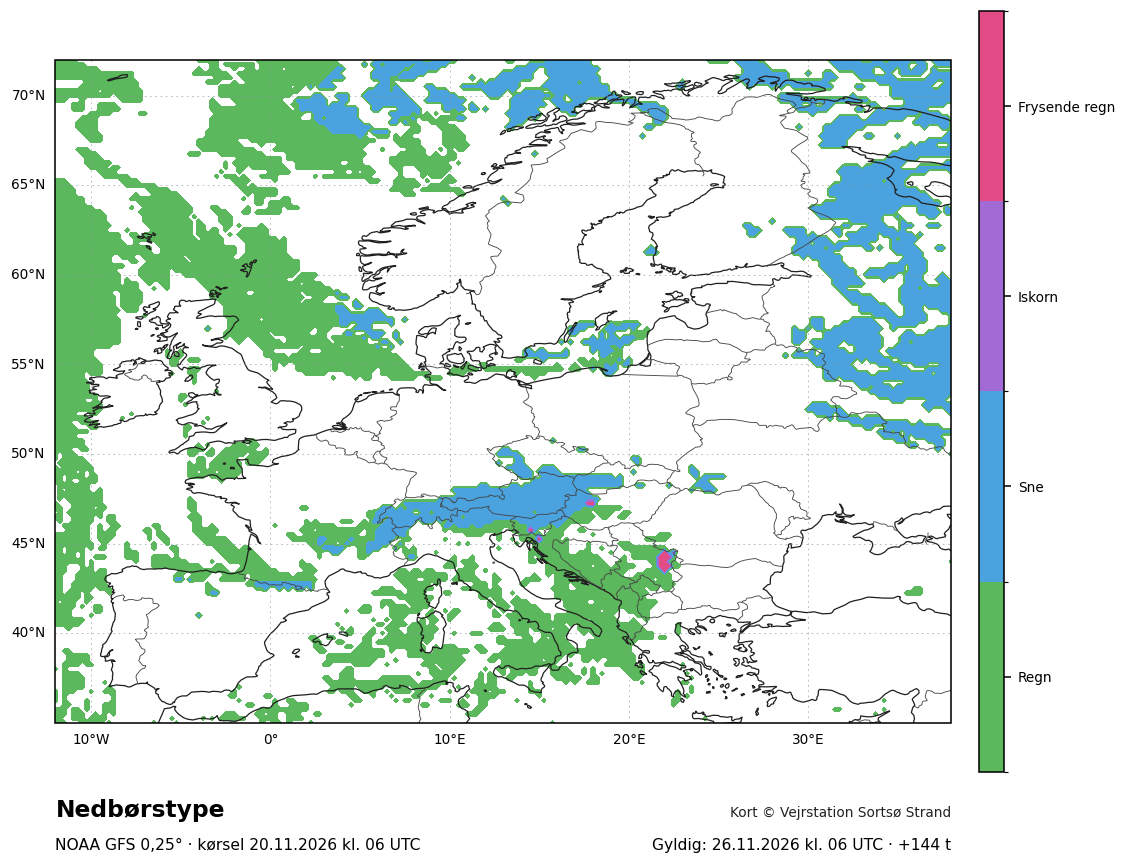 70°N
65°N
60°N
55°N
50°N
45°N
40°N
10°W
0°
10°E
20°E
30°E
Frysende regn
Iskorn
Sne
Regn
Nedbørstype
Kort © Vejrstation Sortsø Strand
NOAA GFS 0,25° · kørsel 20.11.2026 kl. 06 UTC
Gyldig: 26.11.2026 kl. 06 UTC · +144 t